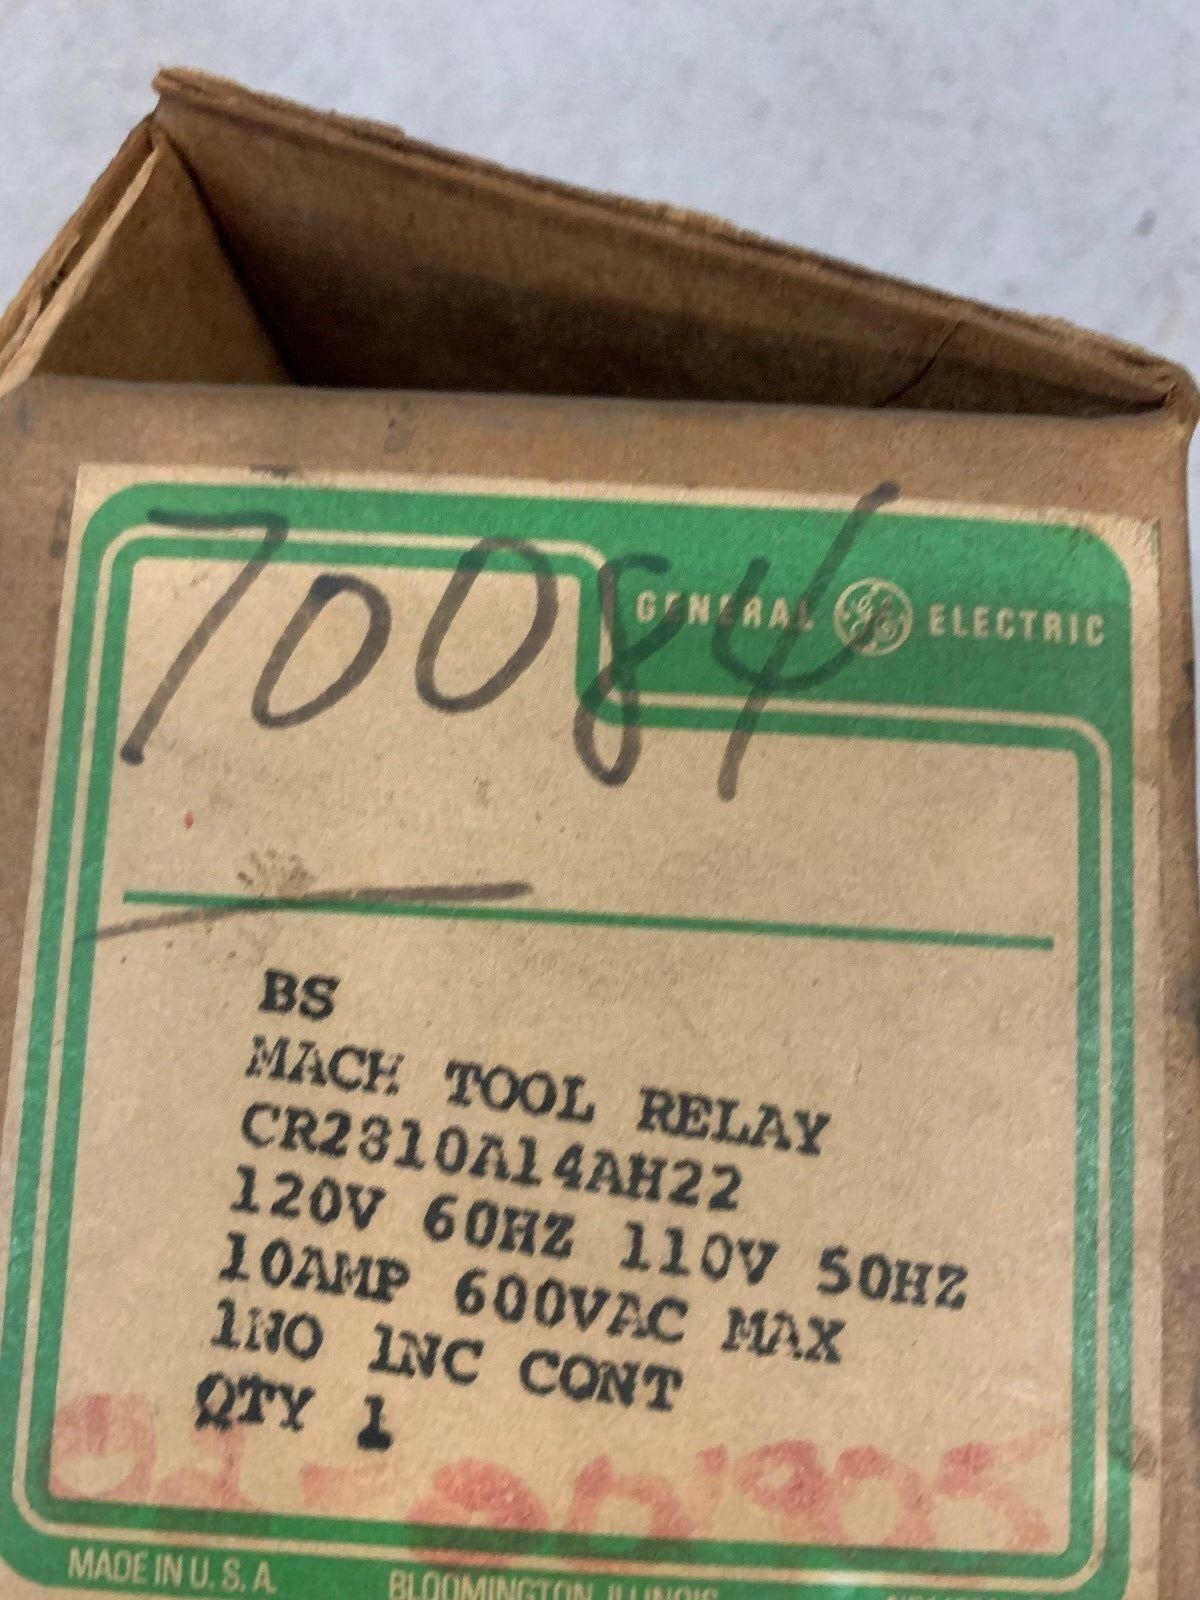 70084
GENERAL GE ELECTRIC
BS
MACH TOOL RELAY
CR2810A14AH22
120V 60HZ 110V 50HZ
10AMP 600VAC MAX
1NO 1NC CONT
QTY 1
MADE IN U.S.A.
BLOOMINGTON, ILLINOIS